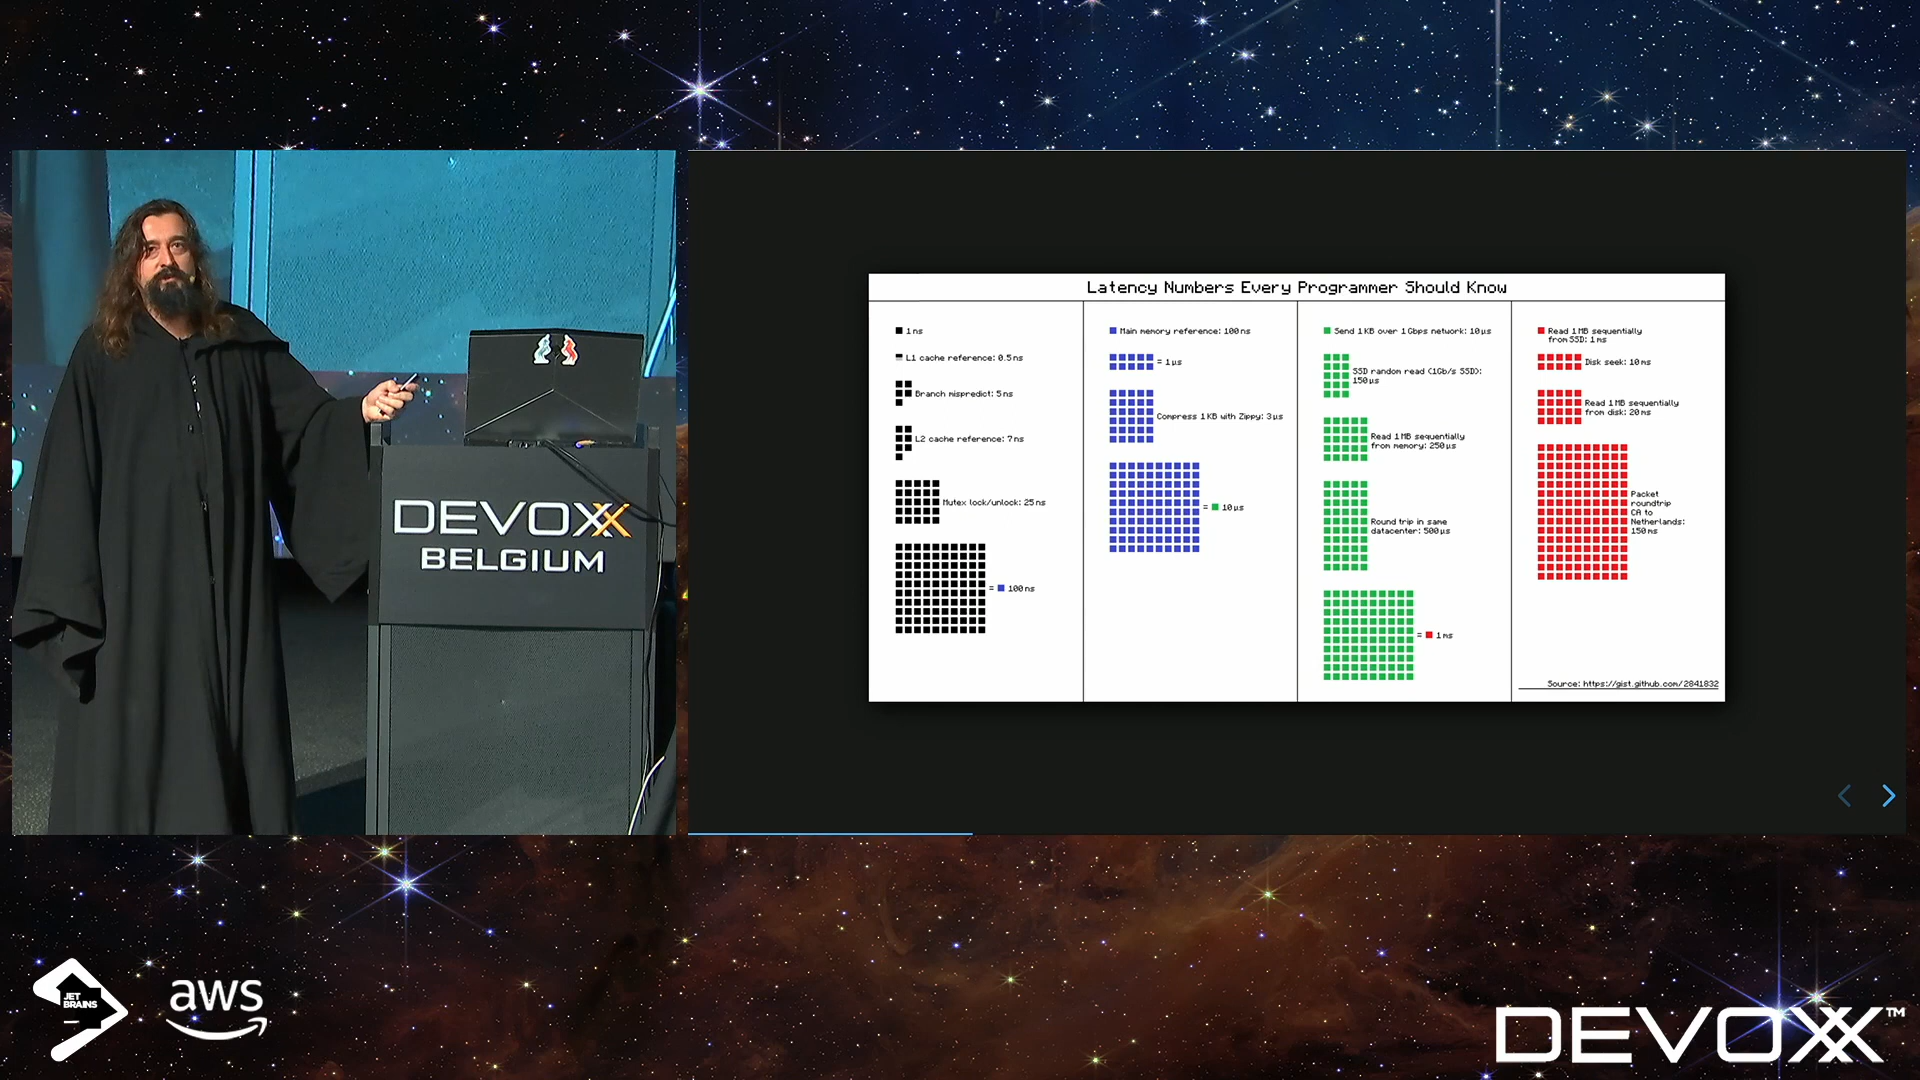 DEVOXX
BELGIUM
Latency Numbers Every Programmer Should Know
1 ns
L1 cache reference: 0.5 ns
Branch mispredict: 5 ns
L2 cache reference: 7 ns
Mutex lock/unlock: 25 ns
= 100 ns
Main memory reference: 100 ns
= 1 µs
Compress 1 KB with Zippy: 3 µs
= 10 µs
Send 1 KB over 1 Gbps network: 10 µs
SSD random read (1Gb/s SSD):
150 µs
Read 1 MB sequentially
from memory: 250 µs
Round trip in same
datacenter: 500 µs
= 1 ms
Read 1 MB sequentially
from SSD: 1 ms
Disk seek: 10 ms
Read 1 MB sequentially
from disk: 20 ms
Packet
roundtrip
CA to
Netherlands:
150 ms
Source: https://gist.github.com/2841832
JET
BRAINS
aws
DEVOXX™